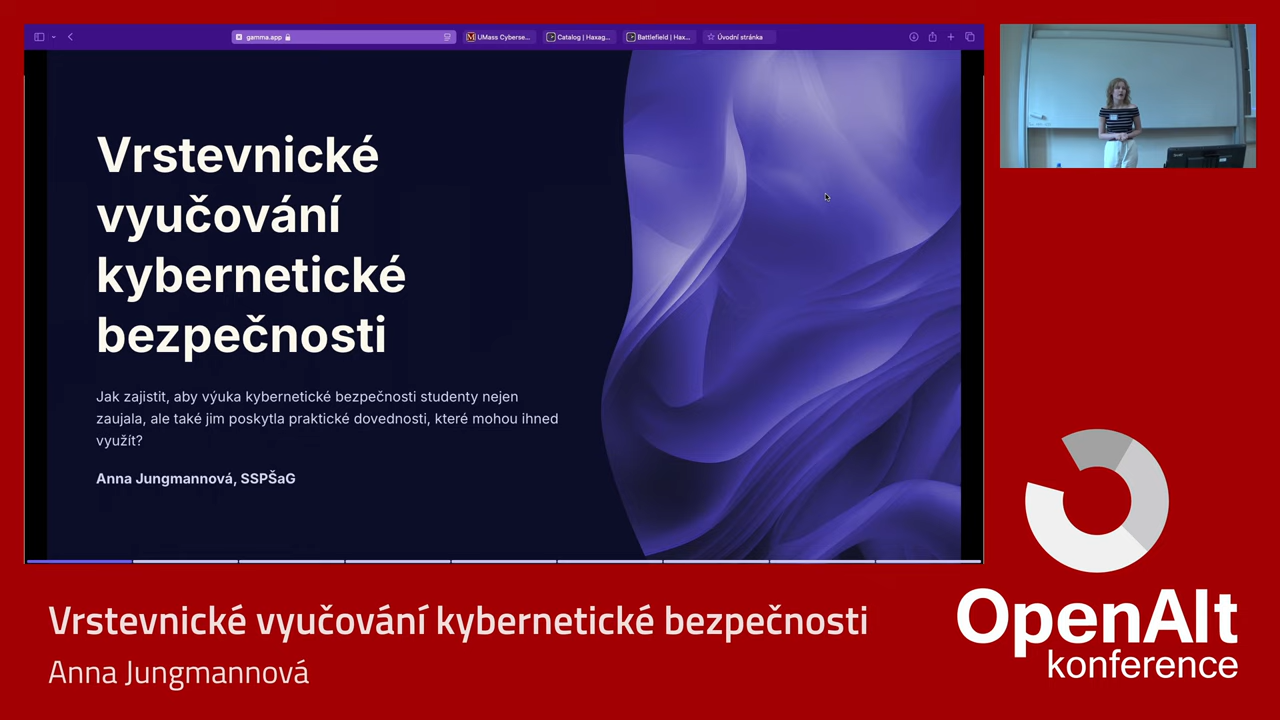 gamma.app
UMass Cyberse...
Catalog | Haxag...
Battlefield | Hax...
Úvodní stránka
Vrstevnické
vyučování
kybernetické
bezpečnosti
Jak zajistit, aby výuka kybernetické bezpečnosti studenty nejen
zaujala, ale také jim poskytla praktické dovednosti, které mohou ihned
využít?
Anna Jungmannová, SSPŠaG
Vrstevnické vyučování kybernetické bezpečnosti
Anna Jungmannová
OpenAlt
konference